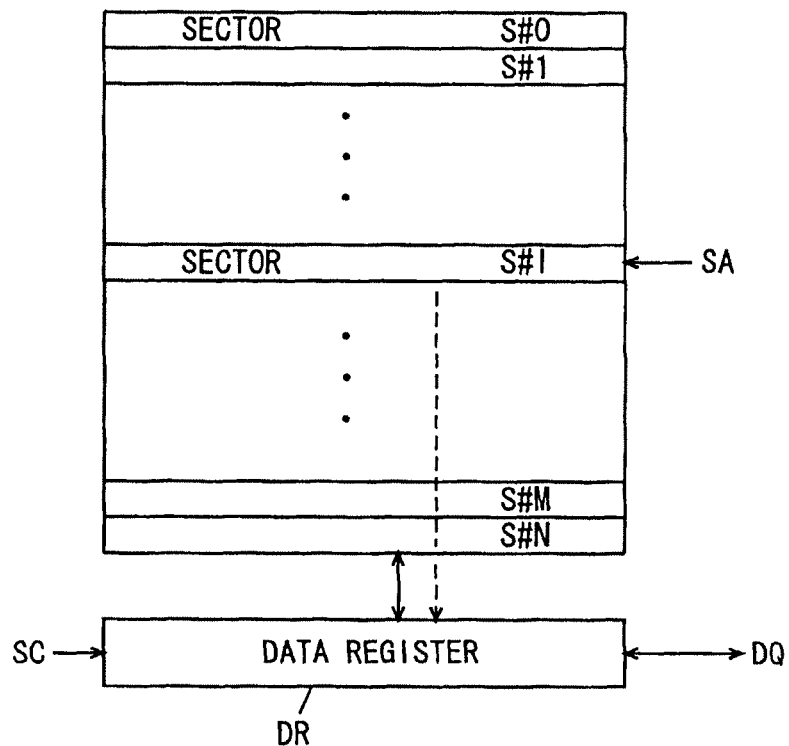 SECTOR S#0
S#1
SECTOR S#I
SA
S#M
S#N
SC
DATA REGISTER
DQ
DR